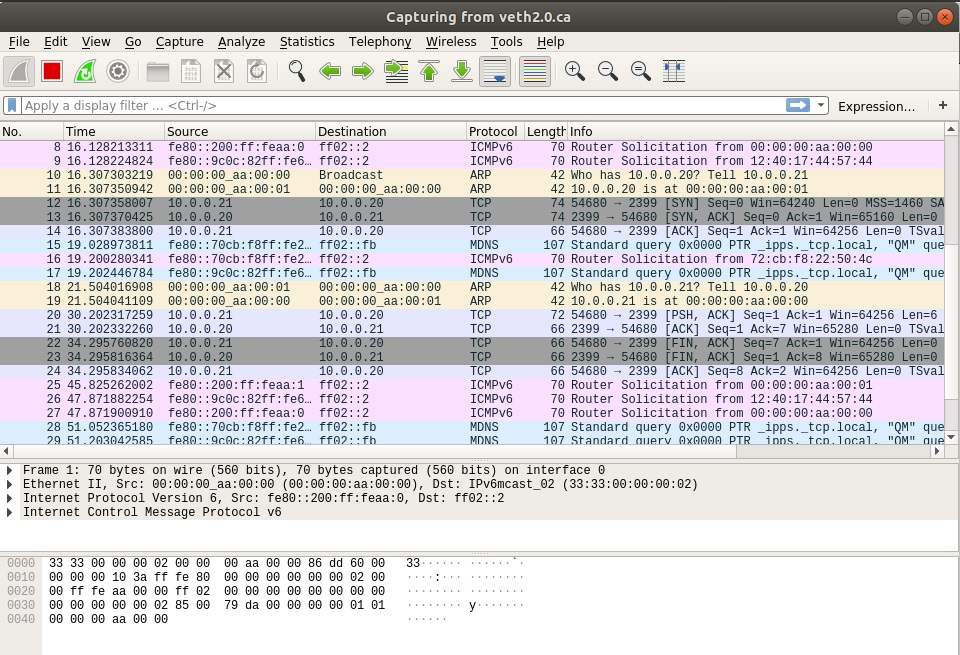 Capturing from veth2.0.ca
File Edit View Go Capture Analyze Statistics Telephony Wireless Tools Help
Apply a display filter ... <Ctrl-/> Expression... +
No. Time Source Destination Protocol Length Info
8 16.128213311 fe80::200:ff:feaa:0 ff02::2 ICMPv6 70 Router Solicitation from 00:00:00:aa:00:00
9 16.128224824 fe80::9c0c:82ff:fe6… ff02::2 ICMPv6 70 Router Solicitation from 12:40:17:44:57:44
10 16.307303219 00:00:00_aa:00:00 Broadcast ARP 42 Who has 10.0.0.20? Tell 10.0.0.21
11 16.307350942 00:00:00_aa:00:01 00:00:00_aa:00:00 ARP 42 10.0.0.20 is at 00:00:00:aa:00:01
12 16.307358007 10.0.0.21 10.0.0.20 TCP 74 54680 → 2399 [SYN] Seq=0 Win=64240 Len=0 MSS=1460 SA
13 16.307370425 10.0.0.20 10.0.0.21 TCP 74 2399 → 54680 [SYN, ACK] Seq=0 Ack=1 Win=65160 Len=0
14 16.307383800 10.0.0.21 10.0.0.20 TCP 66 54680 → 2399 [ACK] Seq=1 Ack=1 Win=64256 Len=0 TSval
15 19.028973811 fe80::70cb:f8ff:fe2… ff02::fb MDNS 107 Standard query 0x0000 PTR _ipps._tcp.local, "QM" que
16 19.200280341 fe80::70cb:f8ff:fe2… ff02::2 ICMPv6 70 Router Solicitation from 72:cb:f8:22:50:4c
17 19.202446784 fe80::9c0c:82ff:fe6… ff02::fb MDNS 107 Standard query 0x0000 PTR _ipps._tcp.local, "QM" que
18 21.504016908 00:00:00_aa:00:01 00:00:00_aa:00:00 ARP 42 Who has 10.0.0.21? Tell 10.0.0.20
19 21.504041109 00:00:00_aa:00:00 00:00:00_aa:00:01 ARP 42 10.0.0.21 is at 00:00:00:aa:00:00
20 30.202317259 10.0.0.21 10.0.0.20 TCP 72 54680 → 2399 [PSH, ACK] Seq=1 Ack=1 Win=64256 Len=6
21 30.202332260 10.0.0.20 10.0.0.21 TCP 66 2399 → 54680 [ACK] Seq=1 Ack=7 Win=65280 Len=0 TSval
22 34.295760820 10.0.0.21 10.0.0.20 TCP 66 54680 → 2399 [FIN, ACK] Seq=7 Ack=1 Win=64256 Len=0
23 34.295816364 10.0.0.20 10.0.0.21 TCP 66 2399 → 54680 [FIN, ACK] Seq=1 Ack=8 Win=65280 Len=0
24 34.295834062 10.0.0.21 10.0.0.20 TCP 66 54680 → 2399 [ACK] Seq=8 Ack=2 Win=64256 Len=0 TSval
25 45.825262002 fe80::200:ff:feaa:1 ff02::2 ICMPv6 70 Router Solicitation from 00:00:00:aa:00:01
26 47.871882254 fe80::9c0c:82ff:fe6… ff02::2 ICMPv6 70 Router Solicitation from 12:40:17:44:57:44
27 47.871900910 fe80::200:ff:feaa:0 ff02::2 ICMPv6 70 Router Solicitation from 00:00:00:aa:00:00
28 51.052365180 fe80::70cb:f8ff:fe2… ff02::fb MDNS 107 Standard query 0x0000 PTR _ipps._tcp.local, "QM" que
29 51.203042585 fe80::9c0c:82ff:fe6… ff02::fb MDNS 107 Standard query 0x0000 PTR _ipps._tcp.local, "QM" que
Frame 1: 70 bytes on wire (560 bits), 70 bytes captured (560 bits) on interface 0
Ethernet II, Src: 00:00:00_aa:00:00 (00:00:00:aa:00:00), Dst: IPv6mcast_02 (33:33:00:00:00:02)
Internet Protocol Version 6, Src: fe80::200:ff:feaa:0, Dst: ff02::2
Internet Control Message Protocol v6
0000 33 33 00 00 00 02 00 00 00 aa 00 00 86 dd 60 00 33······ ······`·
0010 00 00 00 10 3a ff fe 80 00 00 00 00 00 00 02 00 ····:··· ········
0020 00 ff fe aa 00 00 ff 02 00 00 00 00 00 00 00 00 ········ ········
0030 00 00 00 00 00 02 85 00 79 da 00 00 00 00 01 01 ········ y·······
0040 00 00 00 aa 00 00 ······